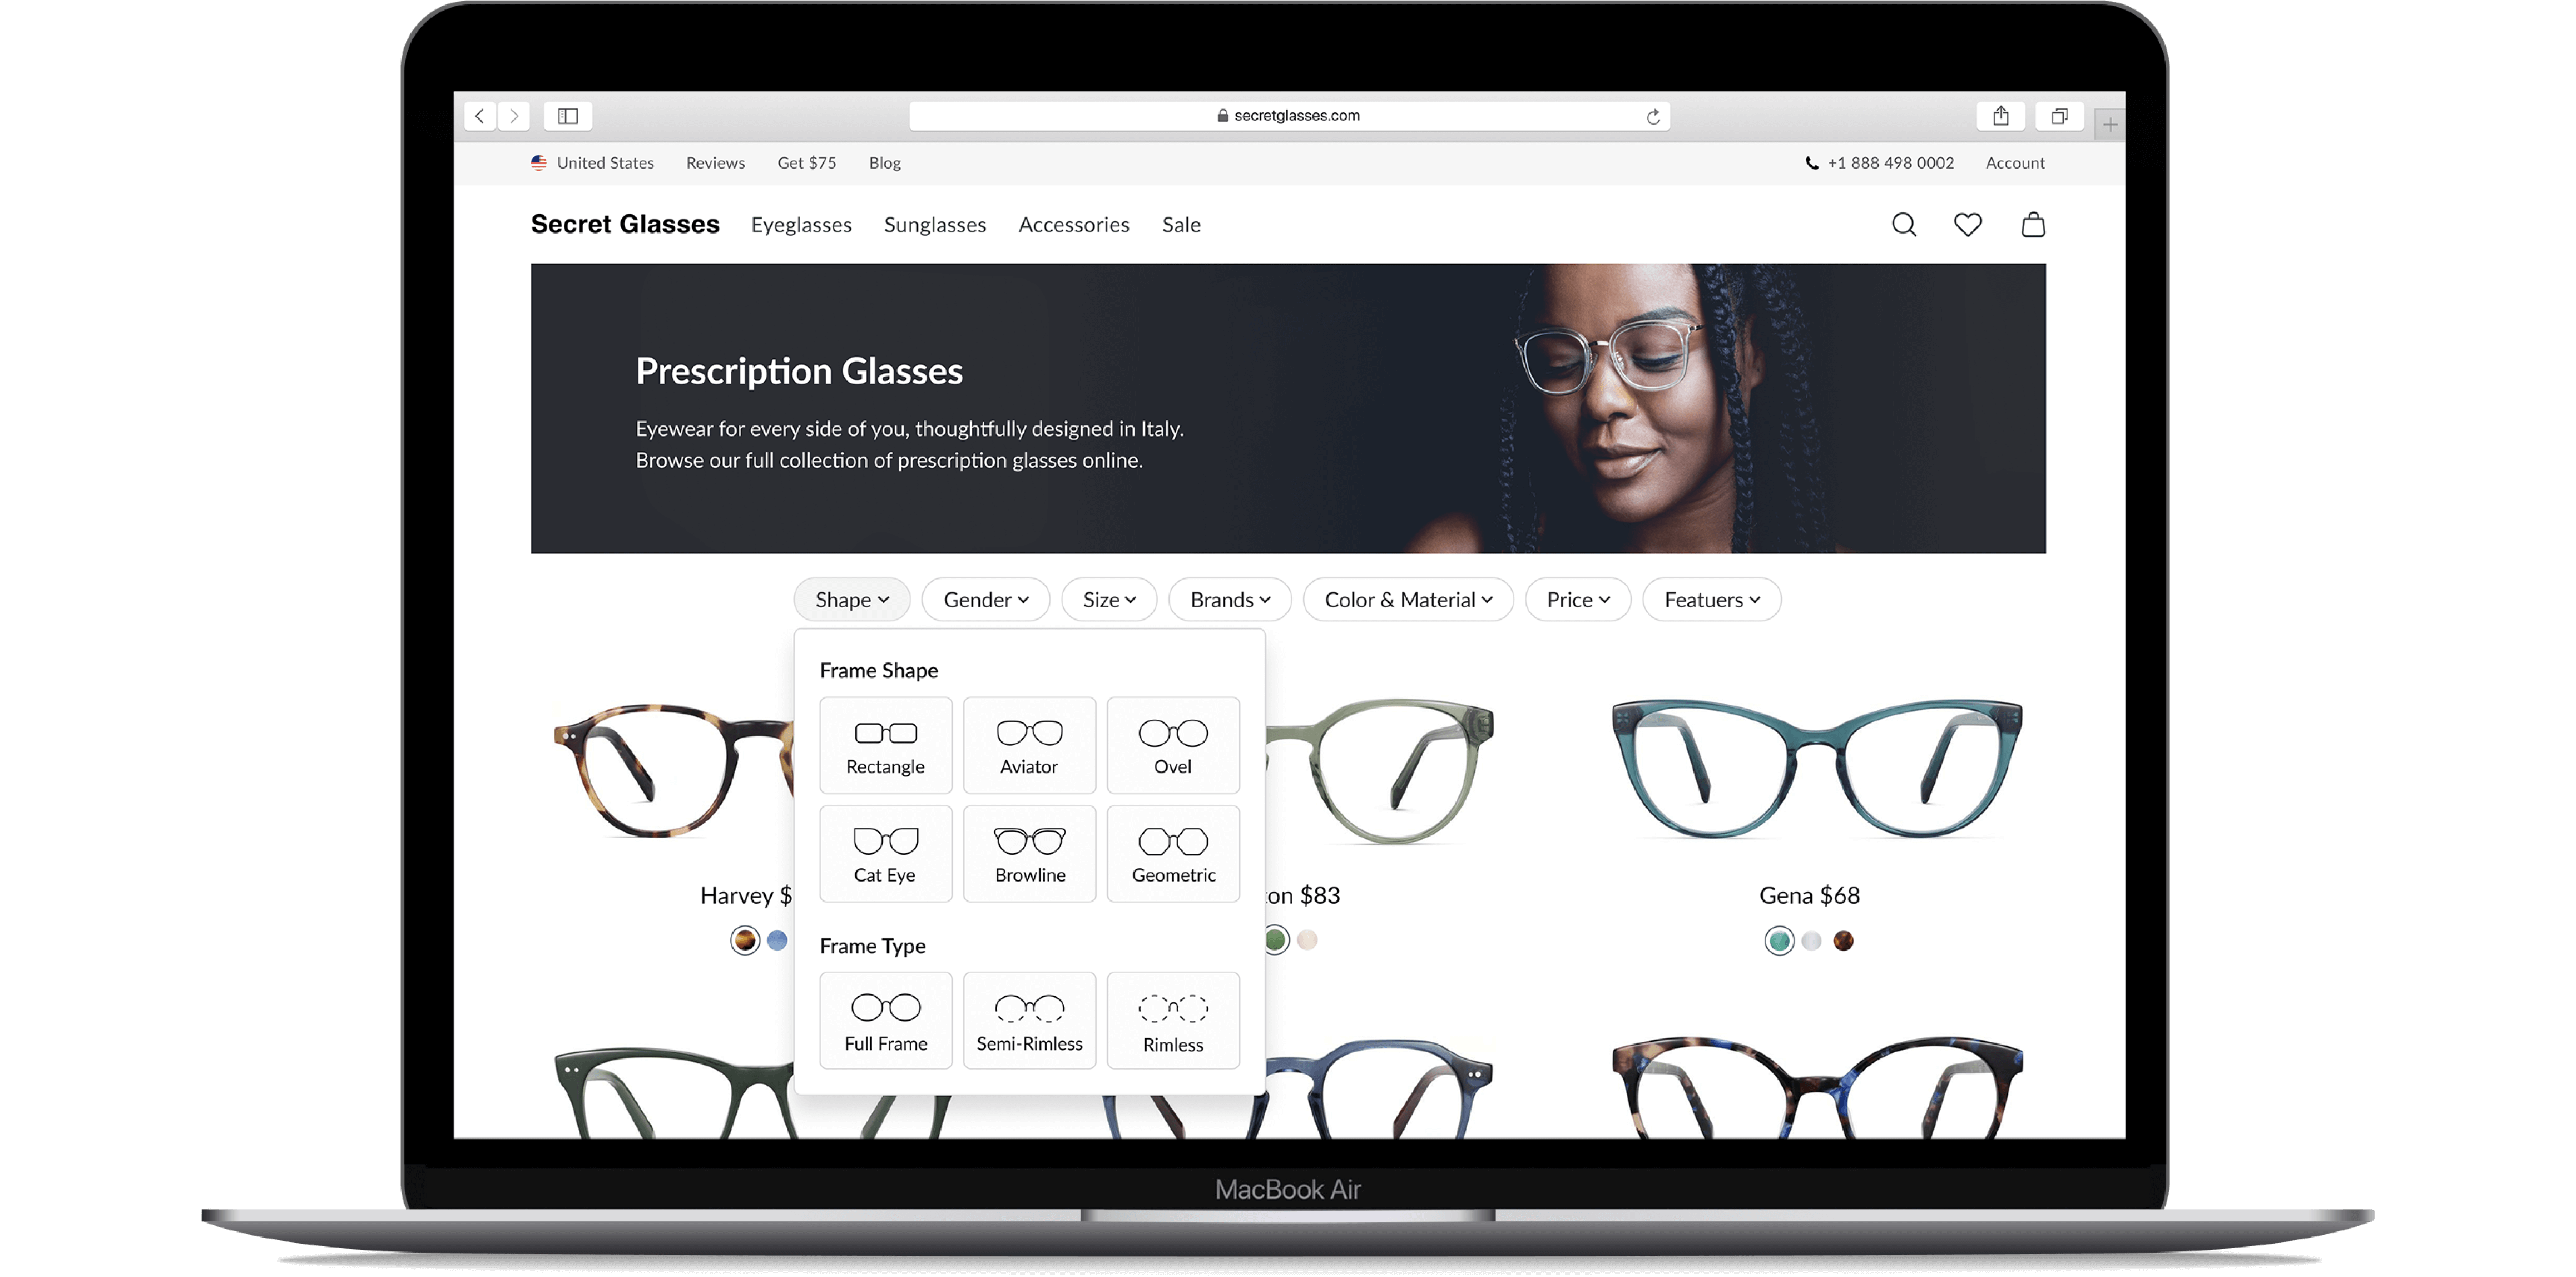 secretglasses.com
United States Reviews Get $75 Blog +1 888 498 0002 Account
Secret Glasses Eyeglasses Sunglasses Accessories Sale
Prescription Glasses
Eyewear for every side of you, thoughtfully designed in Italy.
Browse our full collection of prescription glasses online.
Shape Gender Size Brands Color & Material Price Featuers
Frame Shape
Rectangle Aviator Ovel
Cat Eye Browline Geometric
Harvey $ on $83 Gena $68
Frame Type
Full Frame Semi-Rimless Rimless
MacBook Air